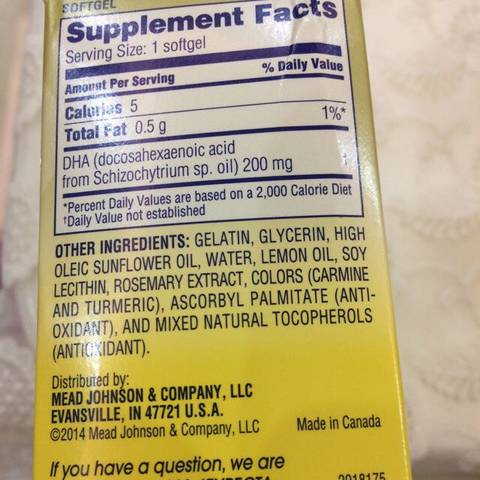 SOFTGEL
Supplement Facts
Serving Size: 1 softgel
Amount Per Serving % Daily Value
Calories 5
Total Fat 0.5 g 1%*
DHA (docosahexaenoic acid
from Schizochytrium sp. oil) 200 mg †
*Percent Daily Values are based on a 2,000 Calorie Diet
†Daily Value not established
OTHER INGREDIENTS: GELATIN, GLYCERIN, HIGH
OLEIC SUNFLOWER OIL, WATER, LEMON OIL, SOY
LECITHIN, ROSEMARY EXTRACT, COLORS (CARMINE
AND TURMERIC), ASCORBYL PALMITATE (ANTI-
OXIDANT), AND MIXED NATURAL TOCOPHEROLS
(ANTIOXIDANT).
Distributed by:
MEAD JOHNSON & COMPANY, LLC
EVANSVILLE, IN 47721 U.S.A.
©2014 Mead Johnson & Company, LLC Made in Canada
If you have a question, we are